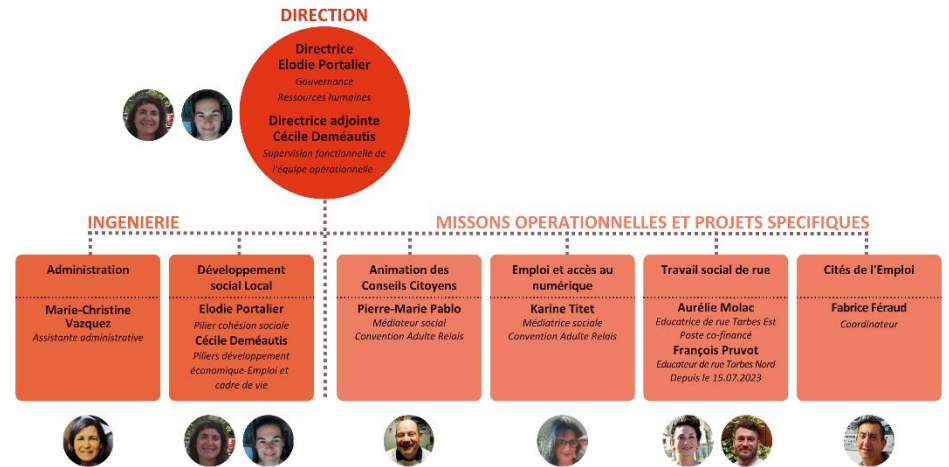 DIRECTION
Directrice
Elodie Portalier
Gouvernance
Ressources humaines
Directrice adjointe
Cécile Deméautis
Supervision fonctionnelle de
l'équipe opérationnelle
INGENIERIE
MISSONS OPERATIONNELLES ET PROJETS SPECIFIQUES
Administration
Marie-Christine
Vazquez
Assistante administrative
Développement
social Local
Elodie Portalier
Pilier cohésion sociale
Cécile Deméautis
Piliers développement
économique-Emploi et
cadre de vie
Animation des
Conseils Citoyens
Pierre-Marie Pablo
Médiateur social
Convention Adulte Relais
Emploi et accès au
numérique
Karine Titet
Médiatrice sociale
Convention Adulte Relais
Travail social de rue
Aurélie Molac
Educatrice de rue Tarbes Est
Poste co-financé
François Pruvot
Educateur de rue Tarbes Nord
Depuis le 15.07.2023
Cités de l'Emploi
Fabrice Féraud
Coordinateur